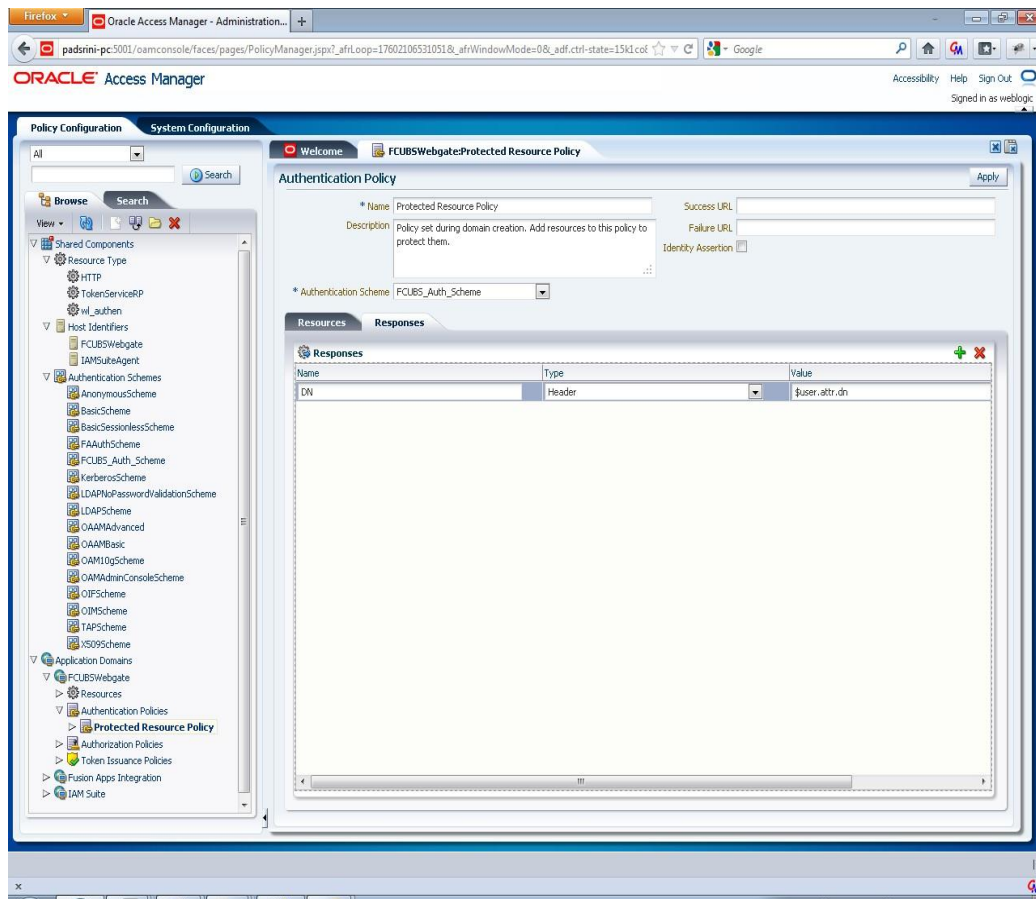 Firefox
Oracle Access Manager - Administration...
padsrini-pc:5001/oamconsole/faces/pages/PolicyManager.jspx?_afrLoop=17602106531051&_afrWindowMode=0&_adf.ctrl-state=15k1co
Google
ORACLE Access Manager
Accessibility Help Sign Out
Signed in as weblogic
Policy Configuration System Configuration
All
Search
Browse Search
View
Shared Components
Resource Type
HTTP
TokenServiceRP
wl_authen
Host Identifiers
FCUBSWebgate
IAMSuiteAgent
Authentication Schemes
AnonymousScheme
BasicScheme
BasicSessionlessScheme
FAAuthScheme
FCUBS_Auth_Scheme
KerberosScheme
LDAPNoPasswordValidationScheme
LDAPScheme
OAAMAdvanced
OAAMBasic
OAM10gScheme
OAMAdminConsoleScheme
OIFScheme
OIMScheme
TAPScheme
X509Scheme
Application Domains
FCUBSWebgate
Resources
Authentication Policies
Protected Resource Policy
Authorization Policies
Token Issuance Policies
Fusion Apps Integration
IAM Suite
Welcome FCUBSWebgate:Protected Resource Policy
Authentication Policy Apply
* Name Protected Resource Policy
Description Policy set during domain creation. Add resources to this policy to
protect them.
* Authentication Scheme FCUBS_Auth_Scheme
Success URL
Failure URL
Identity Assertion
Resources Responses
Responses
Name Type Value
DN Header $user.attr.dn